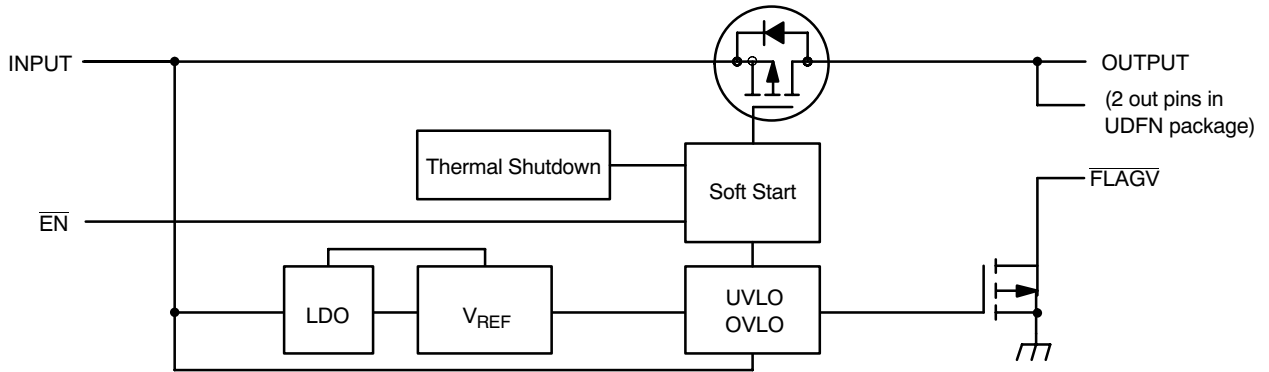 INPUT
OUTPUT
(2 out pins in
UDFN package)
Thermal Shutdown
Soft Start
FLAGV
EN
LDO
VREF
UVLO
OVLO